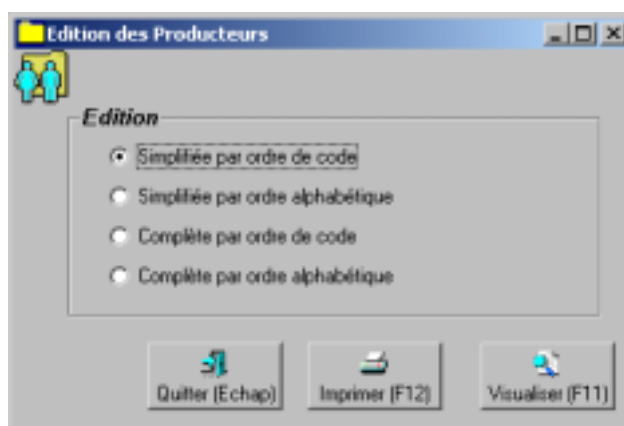 Edition des Producteurs
Edition
Simplifiée par ordre de code
Simplifiée par ordre alphabétique
Complète par ordre de code
Complète par ordre alphabétique
Quitter (Echap)
Imprimer (F12)
Visualiser (F11)